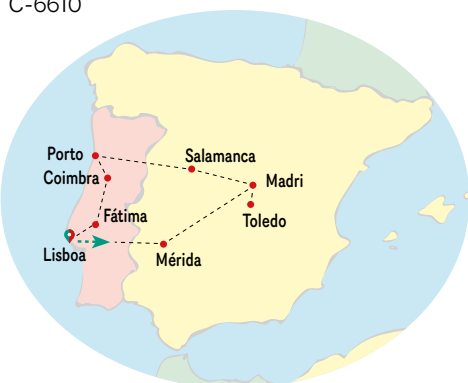 C-6610
Porto
Salamanca
Coimbra
Madri
Fátima
Toledo
Lisboa
Mérida